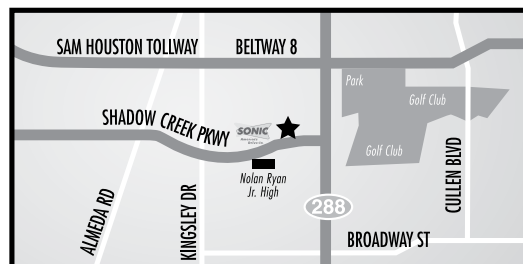 SAM HOUSTON TOLLWAY
BELTWAY 8
Park
Golf Club
SHADOW CREEK PKWY
SONIC
Golf Club
Nolan Ryan
Jr. High
ALMEDA RD
KINGSLEY DR
CULLEN BLVD
288
BROADWAY ST